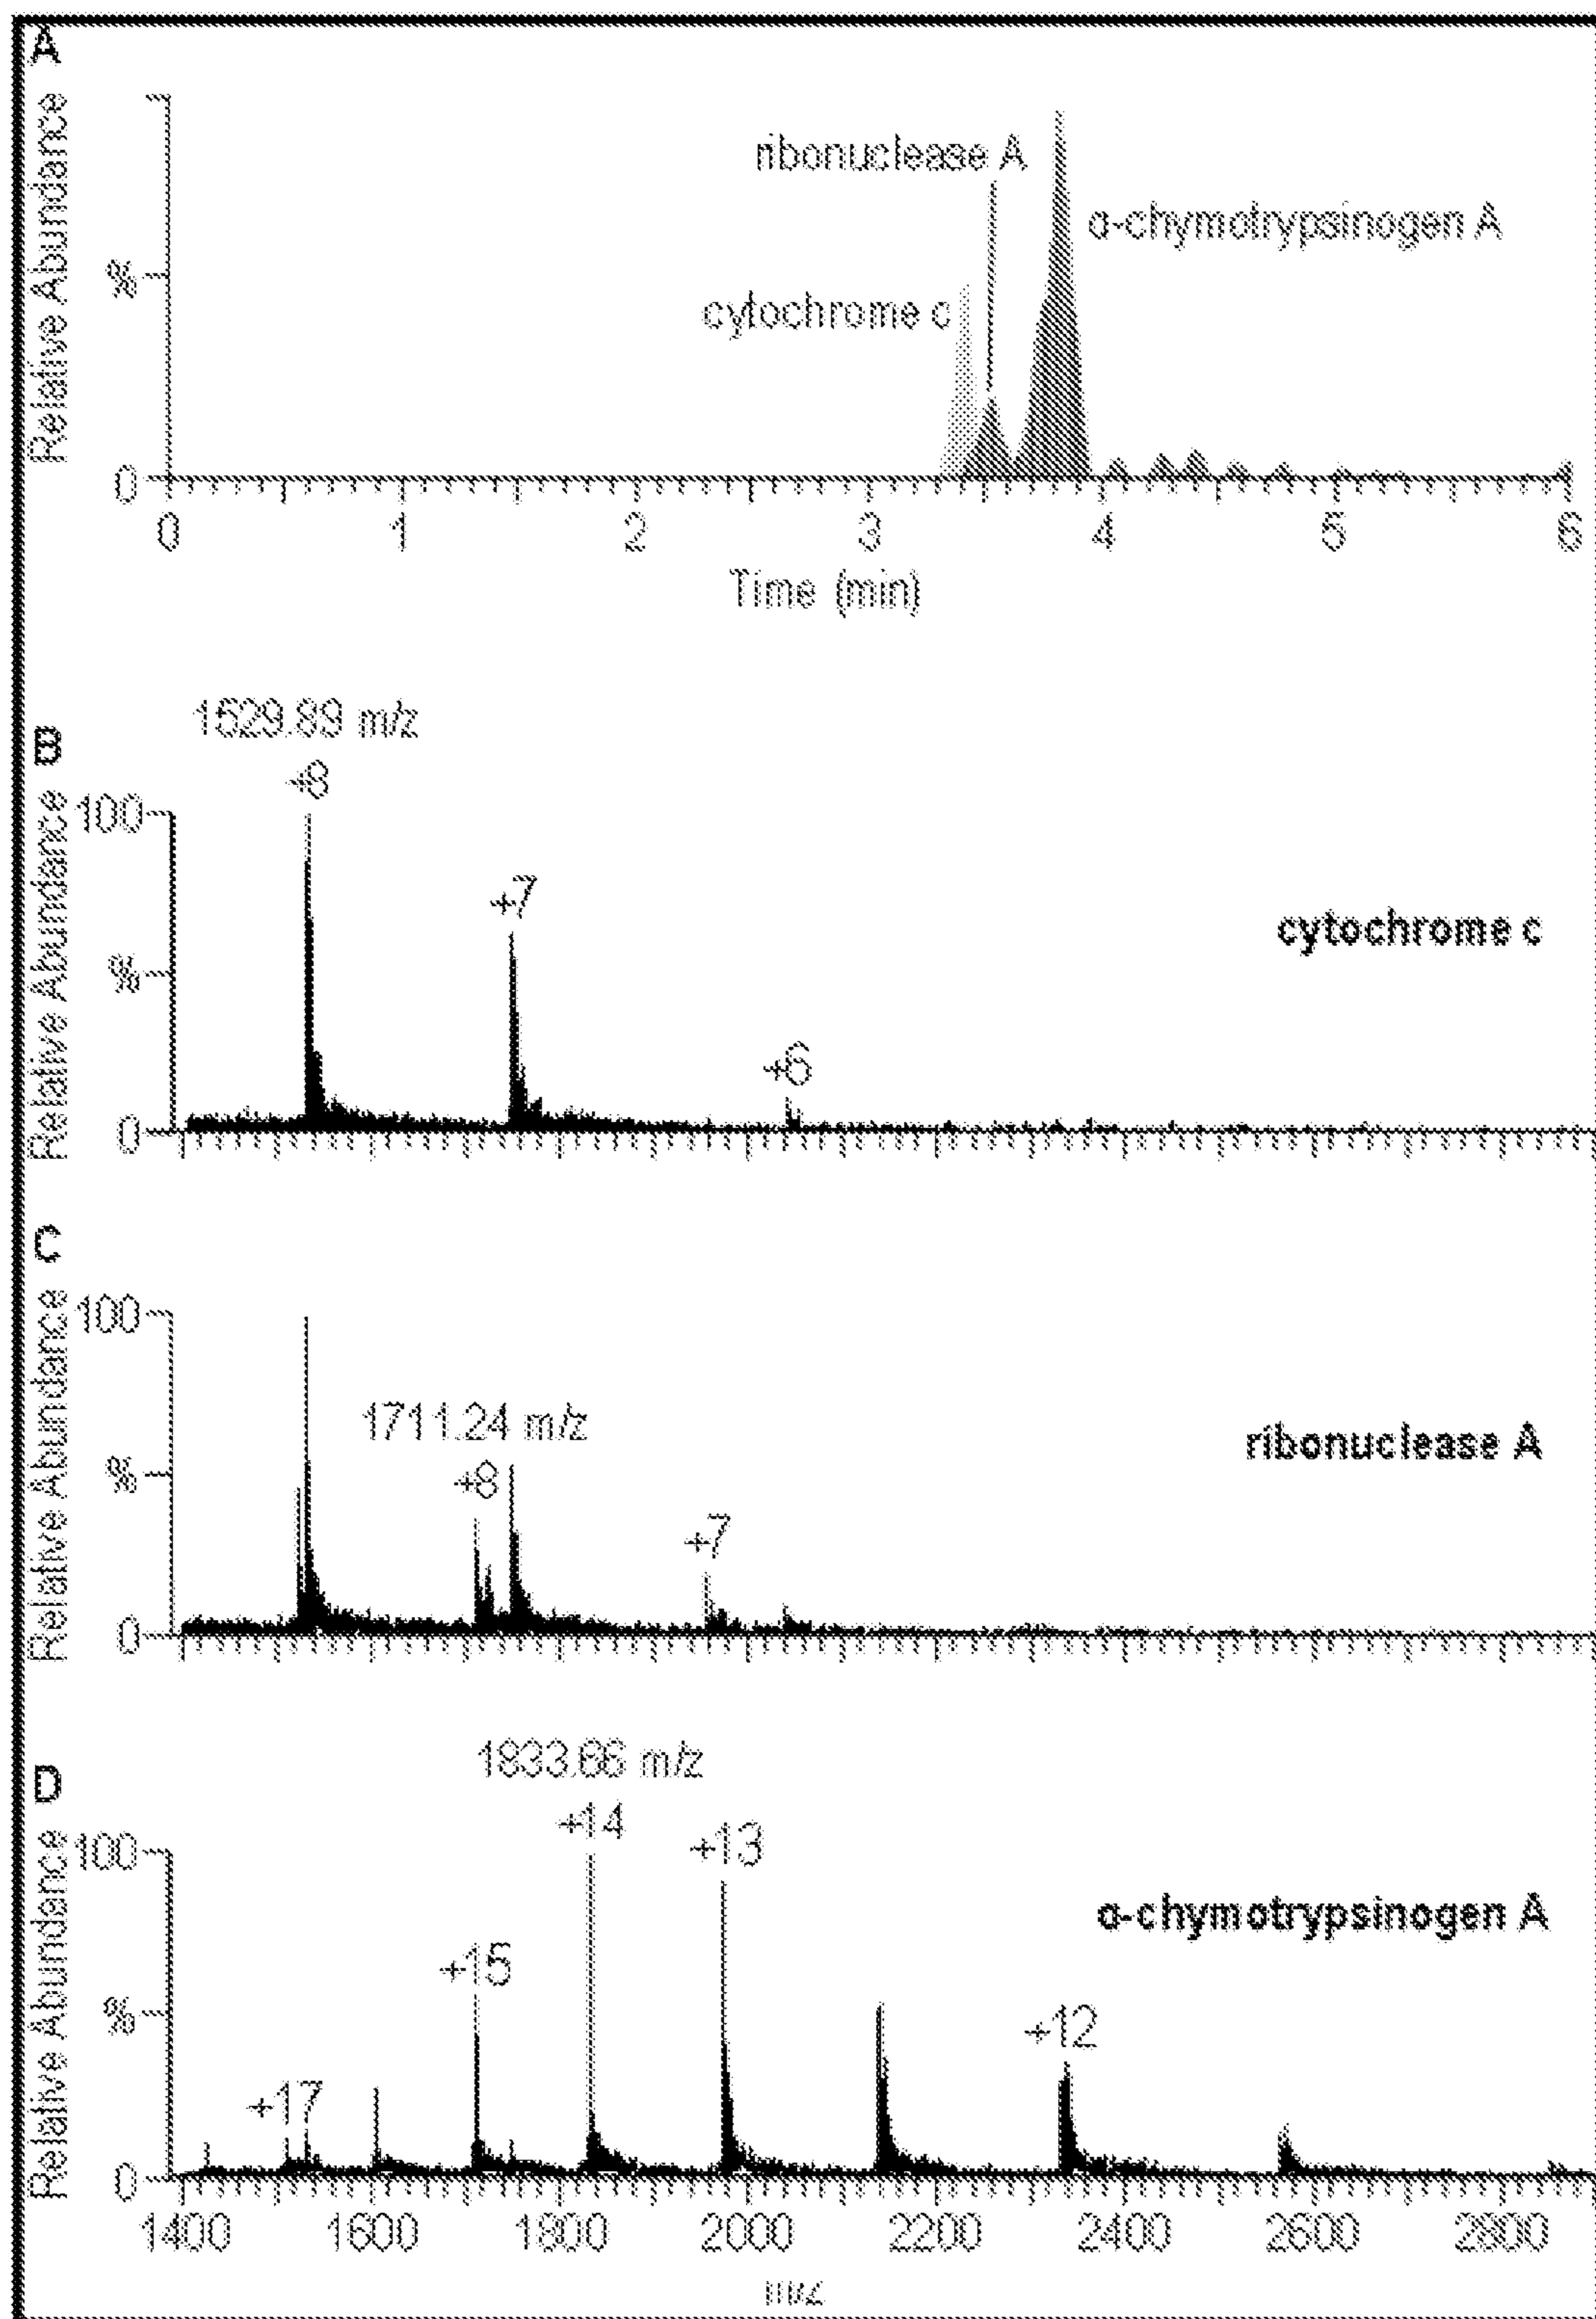 A
Relative Abundance
%
0
ribonuclease A
α-chymotrypsinogen A
cytochrome c
0 1 2 3 4 5 6
Time (min)
B
Relative Abundance
1529.89 m/z
+8
100
+7
cytochrome c
%
+6
0
C
Relative Abundance
100
1711.24 m/z
ribonuclease A
%
+8
+7
0
D
Relative Abundance
1833.66 m/z
+14
+13
100
α-chymotrypsinogen A
+15
%
+12
+17
0
1400 1600 1800 2000 2200 2400 2600 2800